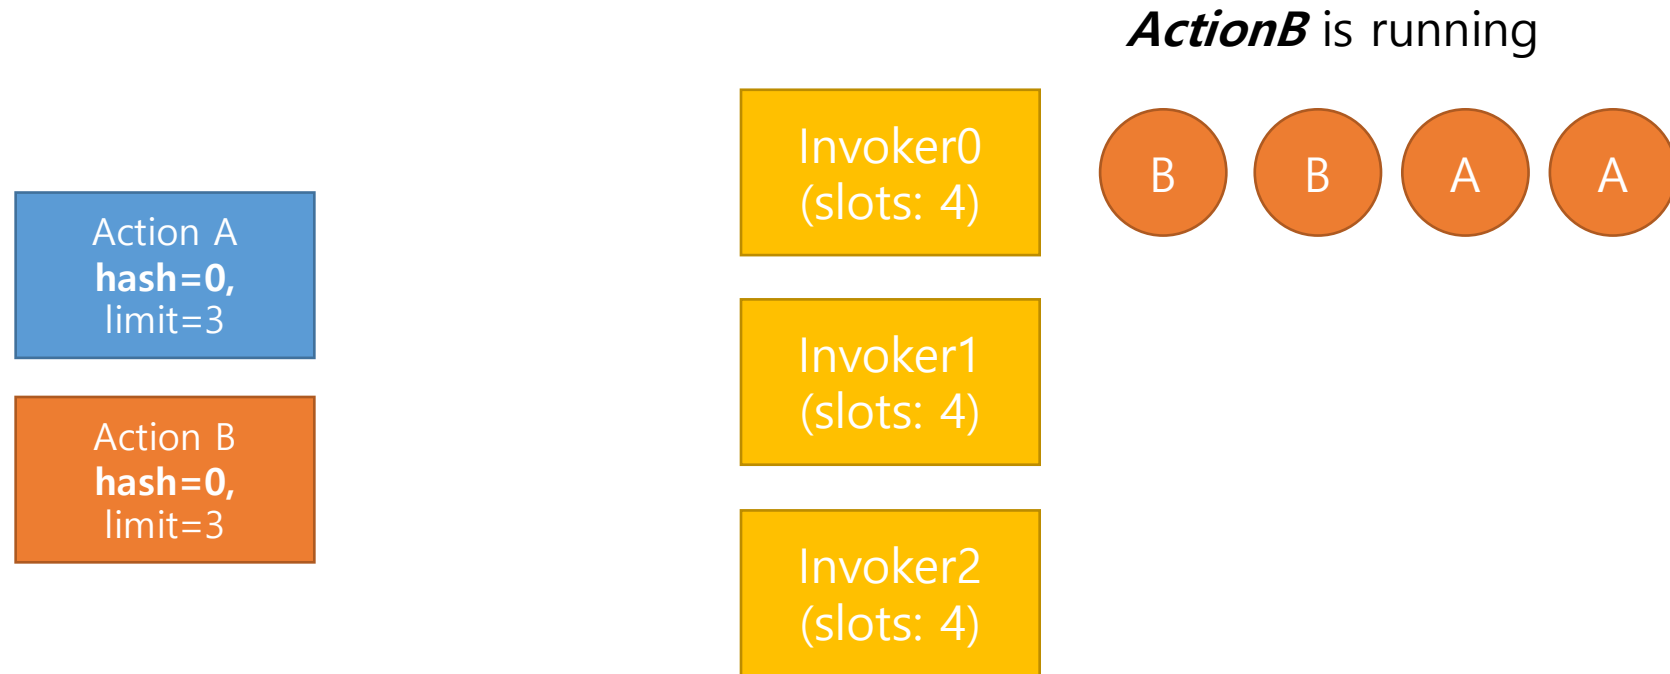 ActionB is running
Action A
hash=0,
limit=3
Action B
hash=0,
limit=3
Invoker0
(slots: 4)
B B A A
Invoker1
(slots: 4)
Invoker2
(slots: 4)